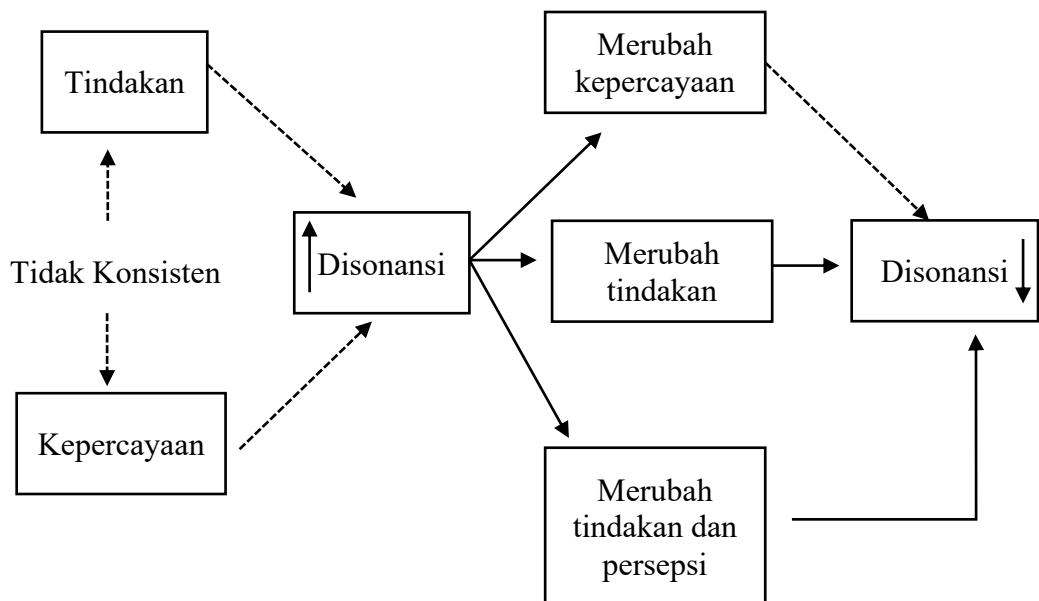 Tindakan
Tidak Konsisten
Kepercayaan
Disonansi
Merubah
kepercayaan
Merubah
tindakan
Merubah
tindakan dan
persepsi
Disonansi